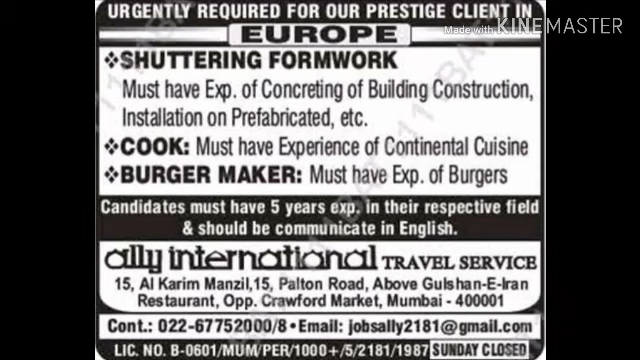 URGENTLY REQUIRED FOR OUR PRESTIGE CLIENT IN
Made with KINEMASTER
EUROPE
❖SHUTTERING FORMWORK
Must have Exp. of Concreting of Building Construction,
Installation on Prefabricated, etc.
❖COOK: Must have Experience of Continental Cuisine
❖BURGER MAKER: Must have Exp. of Burgers
Candidates must have 5 years exp. in their respective field
& should be communicate in English.
ally international TRAVEL SERVICE
15, Al Karim Manzil,15, Palton Road, Above Gulshan-E-Iran
Restaurant, Opp. Crawford Market, Mumbai - 400001
Cont.: 022-67752000/8 • Email: jobsally2181@gmail.com
LIC. NO. B-0601/MUM/PER/1000+/5/2181/1987 SUNDAY CLOSED